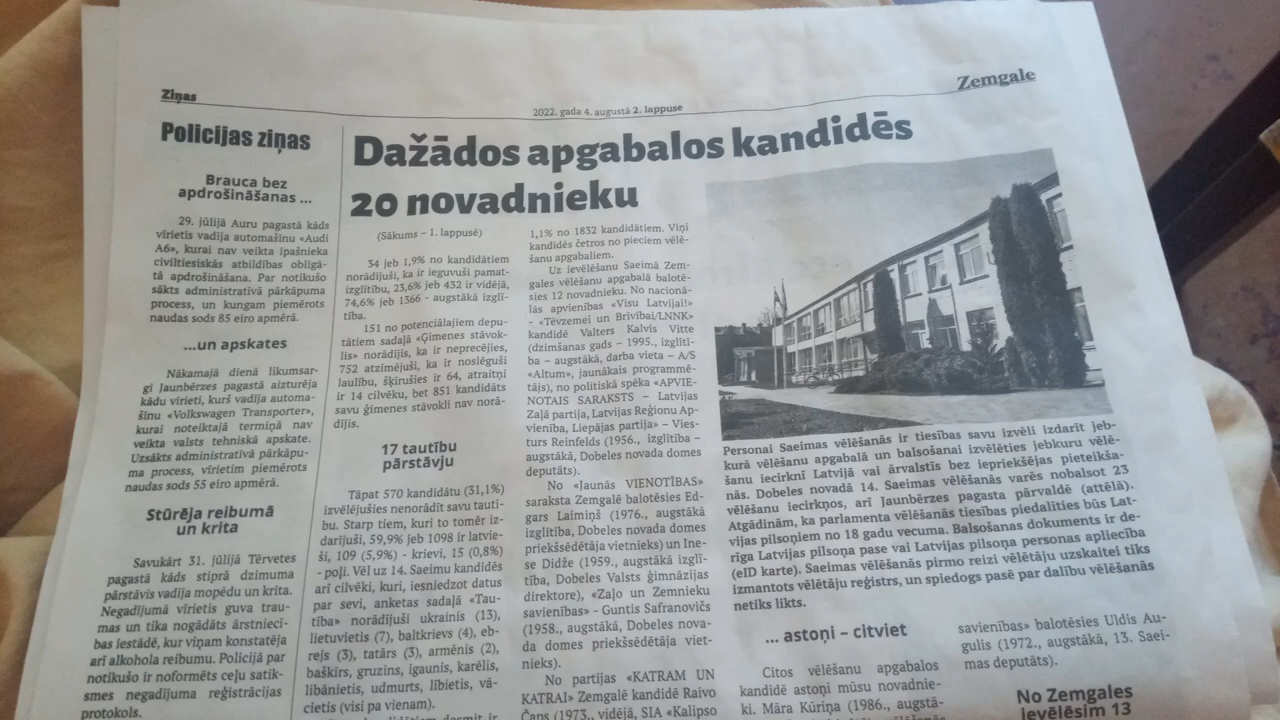 Ziņas
2022. gada 4. augustā 2. lappuse
Zemgale
Policijas ziņas
Brauca bez
apdrošināšanas ...
29. jūlijā Auru pagastā kāds
vīrietis vadīja automašīnu «Audi
A6», kurai nav veikta īpašnieka
civiltiesiskās atbildības obligā-
tā apdrošināšana. Par notikušo
sākts administratīvā pārkāpuma
process, un kungam piemērots
naudas sods 85 eiro apmērā.
...un apskates
Nākamajā dienā likumsar-
gi Jaunbērzes pagastā aizturēja
kādu vīrieti, kurš vadīja automa-
šīnu «Volkswagen Transporter»,
kurai noteiktajā termiņā nav
veikta valsts tehniskā apskate.
Uzsākts administratīvā pārkāpu-
ma process, vīrietim piemērots
naudas sods 55 eiro apmērā.
Stūrēja reibumā
un krita
Savukārt 31. jūlijā Tērvetes
pagastā kāds stiprā dzimuma
pārstāvis vadīja mopēdu un krita.
Negadījumā vīrietis guva trau-
mas un tika nogādāts ārstniecī-
bas iestādē, kur viņam konstatēja
arī alkohola reibumu. Policijā par
notikušo ir noformēts ceļu satik-
smes negadījuma reģistrācijas
protokols.
Dažādos apgabalos kandidēs
20 novadnieku
(Sākums – 1. lappusē)
34 jeb 1,9% no kandidātiem
norādījuši, ka ir ieguvuši pamat-
izglītību, 23,6% jeb 432 ir vidējā,
74,6% jeb 1366 - augstākā izglī-
tība.
151 no potenciālajiem depu-
tātiem sadaļā «Ģimenes stāvok-
lis» norādījis, ka ir neprecējies,
752 atzīmējuši, ka ir noslēguši
laulību, šķīrušies ir 64, atraitņi
ir 14 cilvēku, bet 851 kandidāts
savu ģimenes stāvokli nav norā-
dījis.
17 tautību
pārstāvju
Tāpat 570 kandidātu (31,1%)
izvēlējušies nenorādīt savu tautī-
bu. Starp tiem, kuri to tomēr iz-
darījuši, 59,9% jeb 1098 ir latvie-
ši, 109 (5,9%) - krievi, 15 (0,8%)
- poļi. Vēl uz 14. Saeimu kandidēs
arī cilvēki, kuri, iesniedzot datus
par sevi, anketas sadaļā «Tau-
tība» norādījuši ukrainis (13),
lietuvietis (7), baltkrievs (4), eb-
rejs (3), tatārs (3), armēnis (2),
baškīrs, gruzīns, igaunis, karēlis,
libānietis, udmurts, lībietis, vā-
cietis (visi pa vienam).
1,1% no 1832 kandidātiem. Viņi
kandidēs četros no pieciem vēlē-
šanu apgabaliem.
Uz ievēlēšanu Saeimā Zem-
gales vēlēšanu apgabalā balotē-
sies 12 novadnieku. No nacionā-
lās apvienības «Visu Latvijai!»
- «Tēvzemei un Brīvībai/LNNK»
kandidē Valters Kalvis Vitte
(dzimšanas gads – 1995., izglītī-
ba – augstākā, darba vieta – A/S
«Altum», jaunākais programmē-
tājs), no politiskā spēka «APVIE-
NOTAIS SARAKSTS – Latvijas
Zaļā partija, Latvijas Reģionu Ap-
vienība, Liepājas partija» – Vies-
turs Reinfelds (1956., izglītība –
augstākā, Dobeles novada domes
deputāts).
No «Jaunās VIENOTĪBAS»
saraksta Zemgalē balotēsies Ed-
gars Laimiņš (1976., augstākā
izglītība, Dobeles novada domes
priekšsēdētāja vietnieks) un Ine-
se Didže (1959., augstākā izglī-
tība, Dobeles Valsts ģimnāzijas
direktore), «Zaļo un Zemnieku
savienības» - Guntis Safranovičs
(1958., augstākā, Dobeles nova-
da domes priekšsēdētāja viet-
nieks).
No partijas «KATRAM UN
KATRAI» Zemgalē kandidē Raivo
Čaps (1973., vidējā, SIA «Kalipso
Personai Saeimas vēlēšanās ir tiesības savu izvēli izdarīt jeb-
kurā vēlēšanu apgabalā un balsošanai izvēlēties jebkuru vēlē-
šanu iecirkni Latvijā vai ārvalstīs bez iepriekšējas pieteikša-
nās. Dobeles novadā 14. Saeimas vēlēšanās varēs nobalsot 23
vēlēšanu iecirkņos, arī Jaunbērzes pagasta pārvaldē (attēlā).
Atgādinām, ka parlamenta vēlēšanās tiesības piedalīties būs Lat-
vijas pilsoņiem no 18 gadu vecuma. Balsošanas dokuments ir de-
rīga Latvijas pilsoņa pase vai Latvijas pilsoņa personas apliecība
(eID karte). Saeimas vēlēšanās pirmo reizi vēlētāju uzskaitei tiks
izmantots vēlētāju reģistrs, un spiedogs pasē par dalību vēlēšanās
netiks likts.
... astoņi – citviet
Citos vēlēšanu apgabalos
kandidē astoņi mūsu novadnie-
ki. Māra Kūriņa (1986., augstā-
savienības» balotēsies Uldis Au-
gulis (1972., augstākā, 13. Saei-
mas deputāts).
No Zemgales
ievēlēsim 13